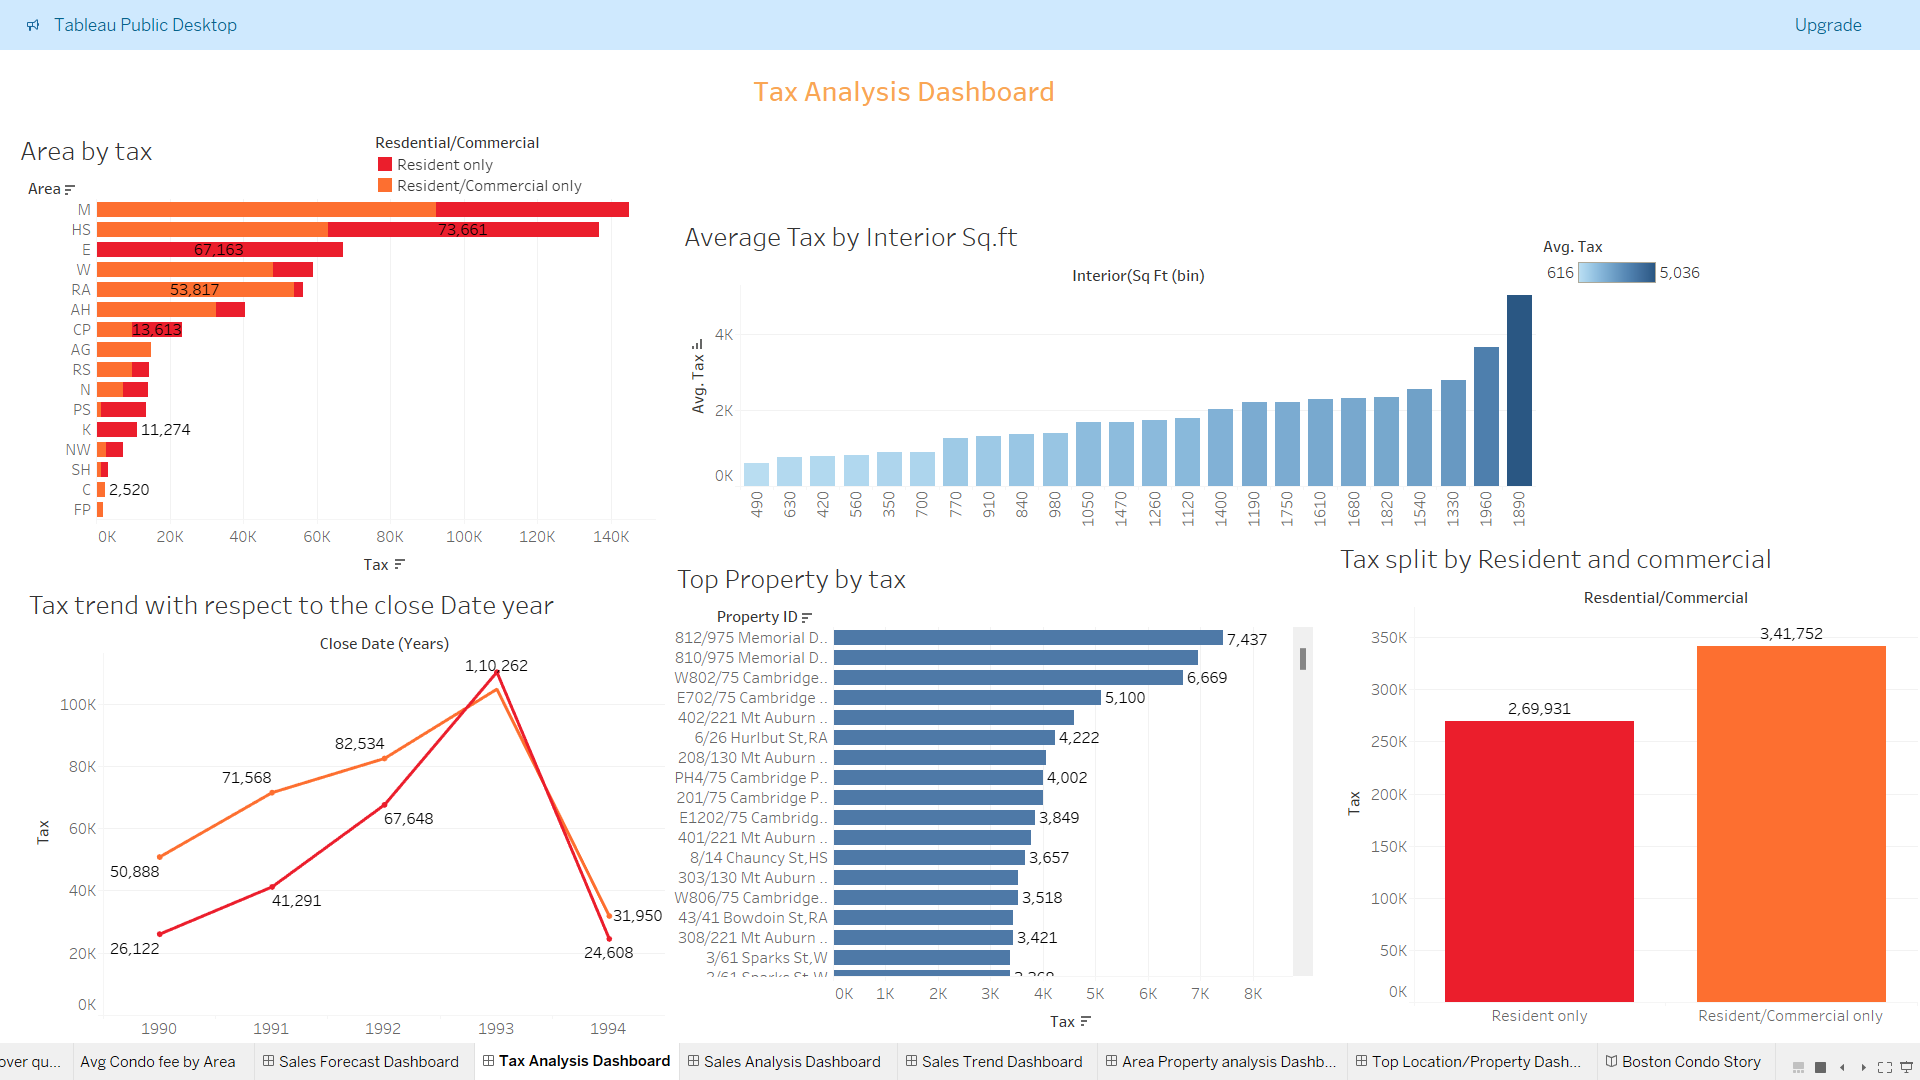 Tableau Public Desktop
Upgrade
Tax Analysis Dashboard
Area by tax
Resdential/Commercial
Resident only
Resident/Commercial only
Area
M
HS 73,661
E 67,163
W
RA 53,817
AH
CP 13,613
AG
RS
N
PS
K 11,274
NW
SH
C 2,520
FP
0K 20K 40K 60K 80K 100K 120K 140K
Tax
Average Tax by Interior Sq.ft
Interior(Sq Ft (bin)
Avg. Tax
616 5,036
Avg. Tax
4K
2K
0K
490 630 420 560 350 700 770 910 840 980 1050 1470 1260 1120 1400 1190 1750 1610 1680 1820 1540 1330 1960 1890
Tax trend with respect to the close Date year
Close Date (Years)
Tax
100K
80K
60K
40K
20K
0K
1,10,262
82,534
71,568
67,648
50,888
41,291
31,950
26,122
24,608
1990 1991 1992 1993 1994
Top Property by tax
Property ID
812/975 Memorial D.. 7,437
810/975 Memorial D..
W802/75 Cambridge.. 6,669
E702/75 Cambridge .. 5,100
402/221 Mt Auburn ..
6/26 Hurlbut St,RA 4,222
208/130 Mt Auburn ..
PH4/75 Cambridge P.. 4,002
201/75 Cambridge P..
E1202/75 Cambridg.. 3,849
401/221 Mt Auburn ..
8/14 Chauncy St,HS 3,657
303/130 Mt Auburn ..
W806/75 Cambridge.. 3,518
43/41 Bowdoin St,RA
308/221 Mt Auburn .. 3,421
3/61 Sparks St,W
0K 1K 2K 3K 4K 5K 6K 7K 8K
Tax
Tax split by Resident and commercial
Resdential/Commercial
Tax
350K
300K
250K
200K
150K
100K
50K
0K
3,41,752
2,69,931
Resident only
Resident/Commercial only
over qu...
Avg Condo fee by Area
Sales Forecast Dashboard
Tax Analysis Dashboard
Sales Analysis Dashboard
Sales Trend Dashboard
Area Property analysis Dashb...
Top Location/Property Dash...
Boston Condo Story